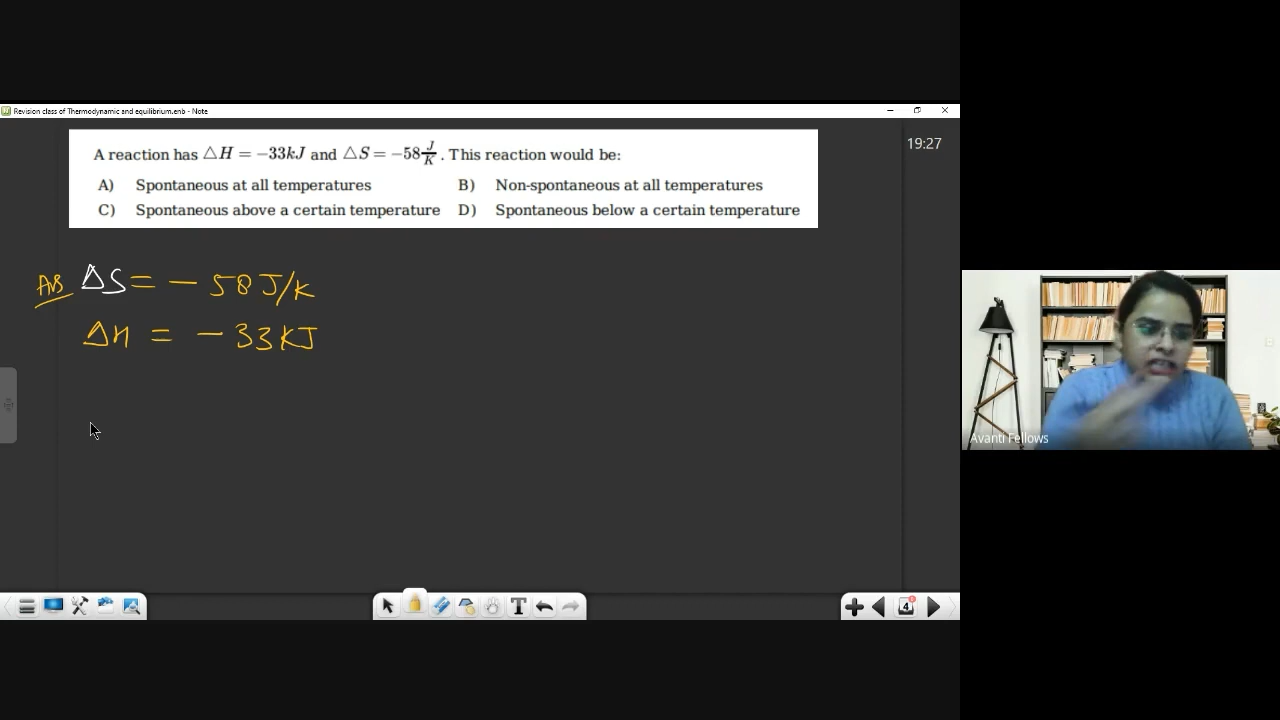 Revision class of Thermodynamic and equilibrium.enb - Note
19:27
A reaction has △H = −33kJ and △S = −58 J/K . This reaction would be:
A) Spontaneous at all temperatures B) Non-spontaneous at all temperatures
C) Spontaneous above a certain temperature D) Spontaneous below a certain temperature
ΔS = − 58 J/K
ΔH = − 33 KJ
Avanti Fellows
T
4